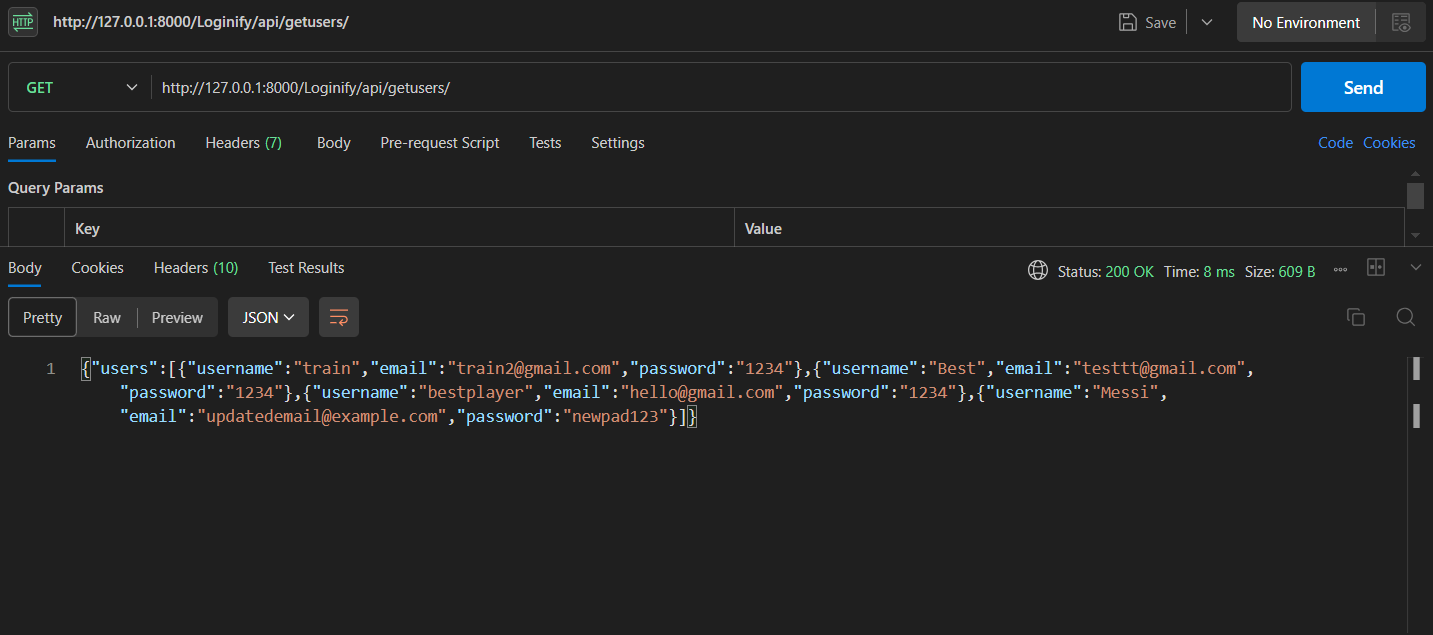 HTTP http://127.0.0.1:8000/Loginify/api/getusers/ Save No Environment
GET http://127.0.0.1:8000/Loginify/api/getusers/ Send
Params Authorization Headers (7) Body Pre-request Script Tests Settings Code Cookies
Query Params
Key Value
Body Cookies Headers (10) Test Results Status: 200 OK Time: 8 ms Size: 609 B
Pretty Raw Preview JSON
1 {"users":[{"username":"train","email":"train2@gmail.com","password":"1234"},{"username":"Best","email":"testtt@gmail.com",
"password":"1234"},{"username":"bestplayer","email":"hello@gmail.com","password":"1234"},{"username":"Messi",
"email":"updatedemail@example.com","password":"newpad123"}]}